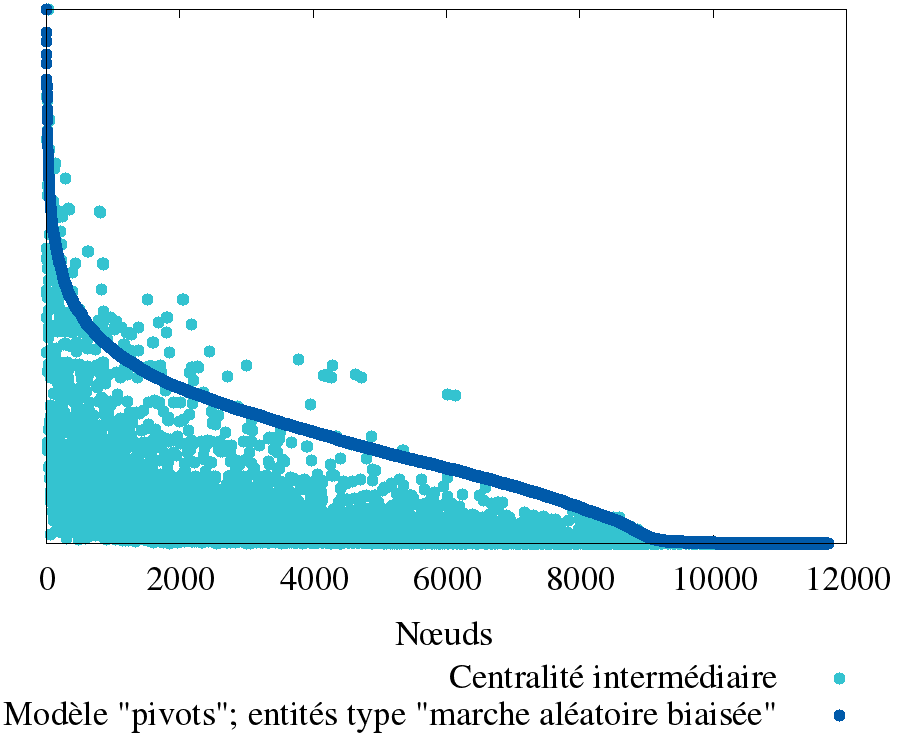 0 2000 4000 6000 8000 10000 12000
Nœuds
Centralité intermédiaire
Modèle "pivots"; entités type "marche aléatoire biaisée"